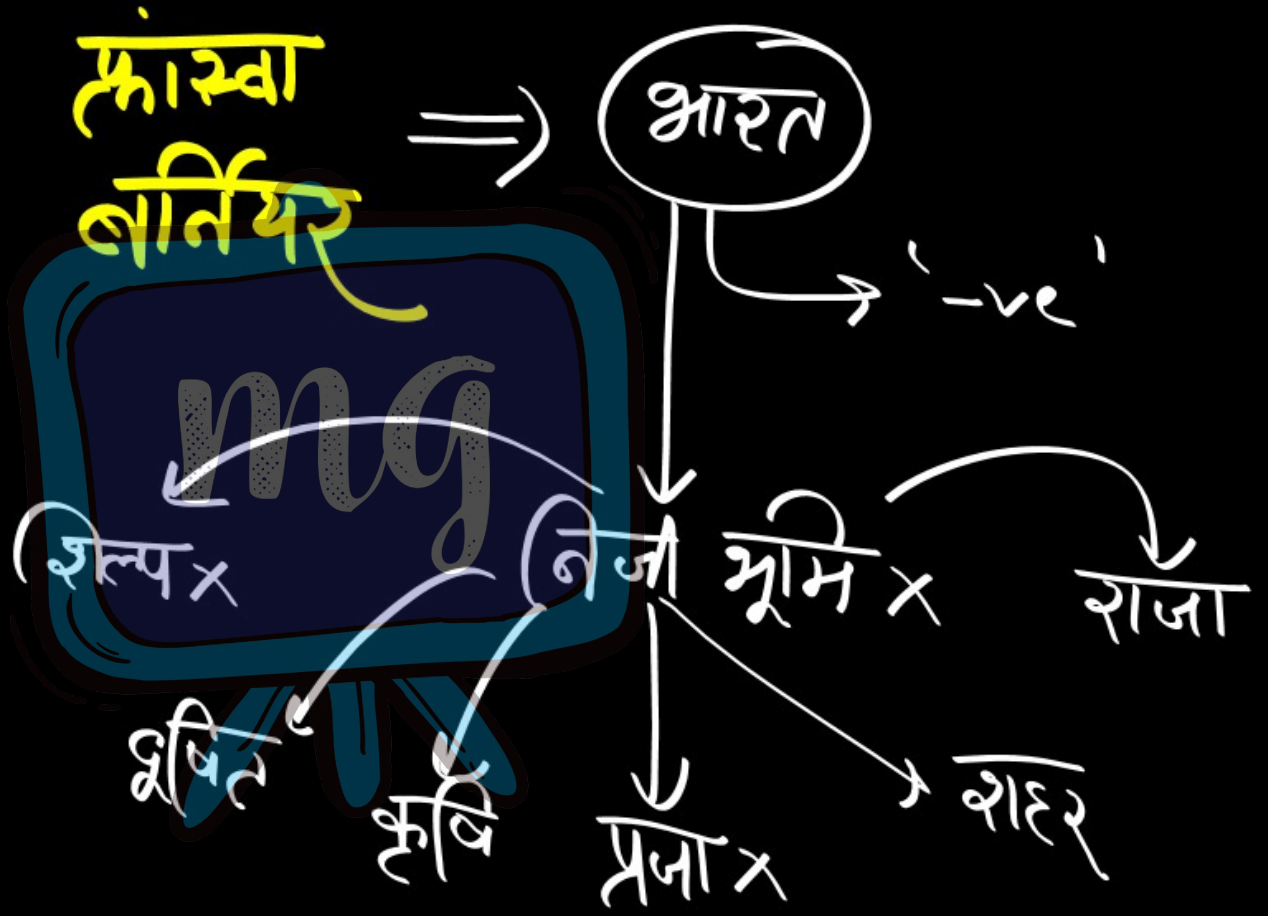 फ्रांस्वा
बर्नियर
⇒ भारत
'-ve'
mg
शिल्प x निजी भूमि x राजा
दूषित
कृषि
प्रजा x
शहर